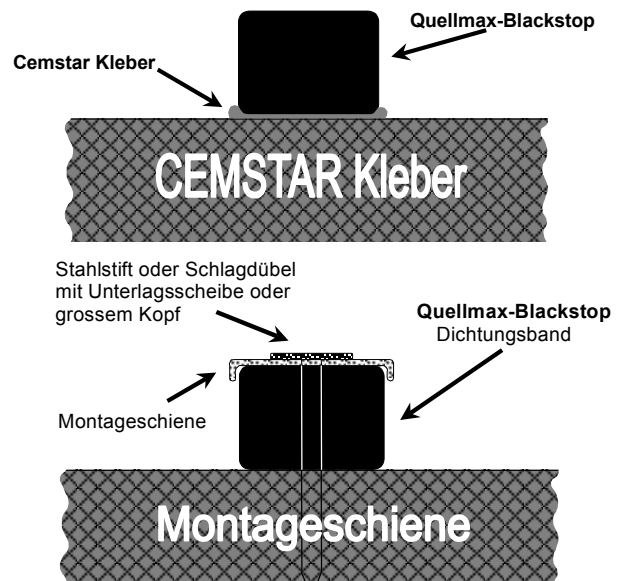 Quellmax-Blackstop
Cemstar Kleber
CEMSTAR Kleber
Stahlstift oder Schlagdübel
mit Unterlagsscheibe oder
grossem Kopf
Quellmax-Blackstop
Dichtungsband
Montageschiene
Montageschiene